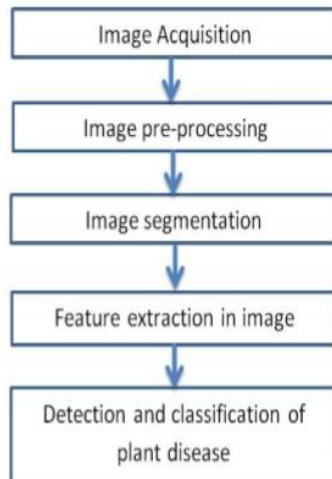 Image Acquisition
Image pre-processing
Image segmentation
Feature extraction in image
Detection and classification of
plant disease